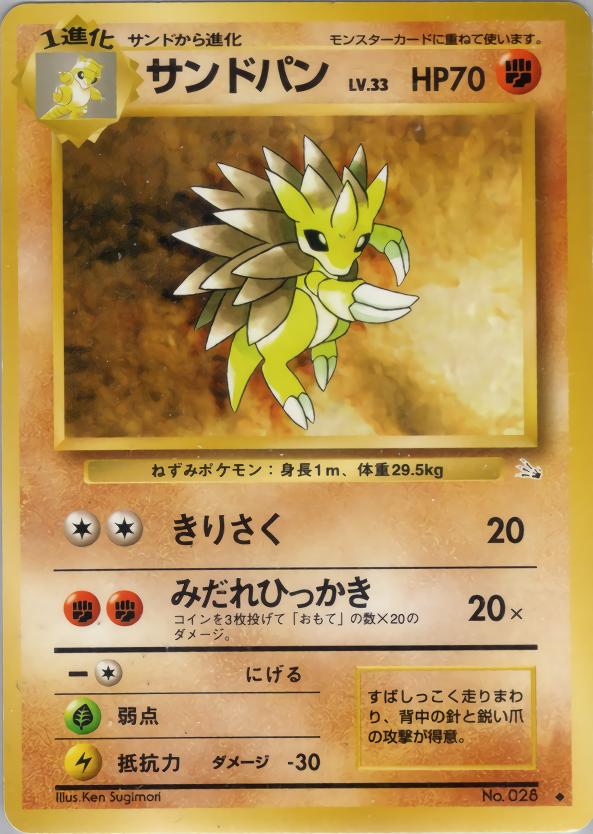 1進化
サンドから進化
モンスターカードに重ねて使います。
サンドパン LV.33 HP70
ねずみポケモン：身長1m、体重29.5kg
きりさく 20
みだれひっかき 20×
コインを3枚投げて「おもて」の数×20の
ダメージ。
にげる
弱点
抵抗力 ダメージ -30
すばしっこく走りまわ
り、背中の針と鋭い爪
の攻撃が得意。
Illus.Ken Sugimori
No. 028